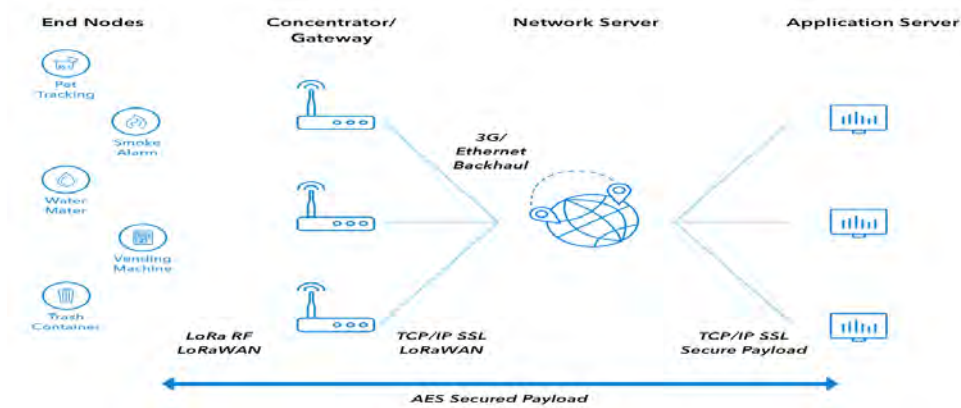 End Nodes
Concentrator/
Gateway
Network Server
Application Server
Pet
Tracking
Smoke
Alarm
Water
Mater
Vending
Machine
Trash
Container
3G/
Ethernet
Backhaul
LoRa RF
LoRaWAN
TCP/IP SSL
LoRaWAN
TCP/IP SSL
Secure Payload
AES Secured Payload